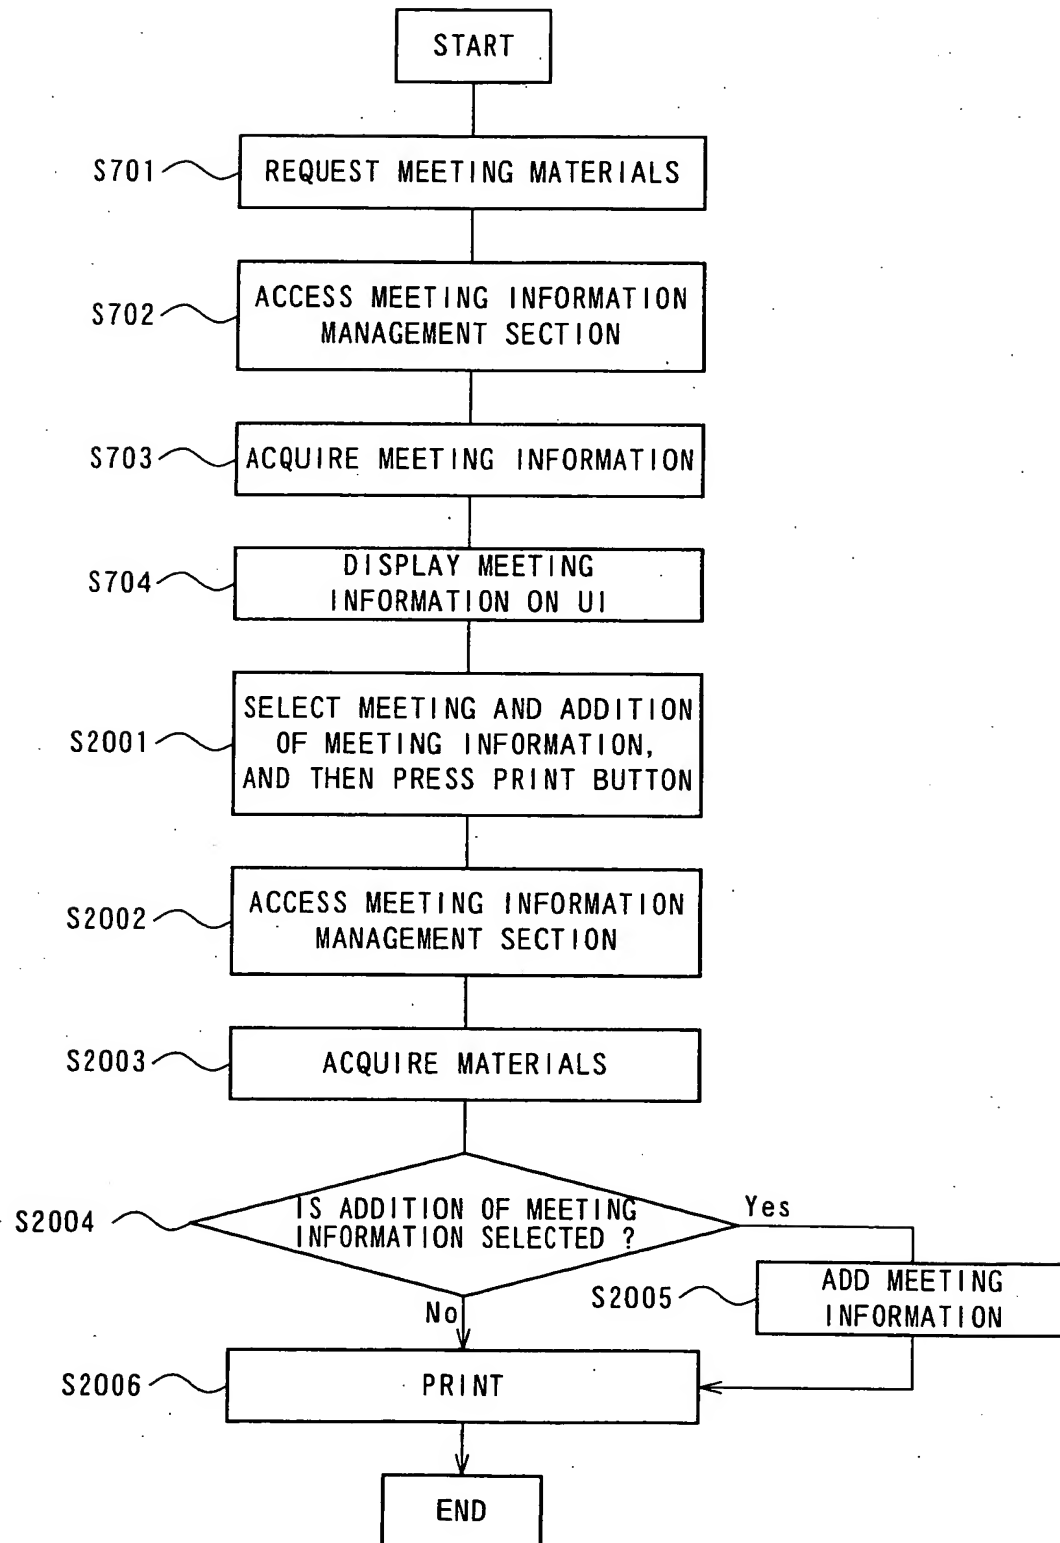 START
S701
REQUEST MEETING MATERIALS
S702
ACCESS MEETING INFORMATION
MANAGEMENT SECTION
S703
ACQUIRE MEETING INFORMATION
S704
DISPLAY MEETING
INFORMATION ON UI
S2001
SELECT MEETING AND ADDITION
OF MEETING INFORMATION,
AND THEN PRESS PRINT BUTTON
S2002
ACCESS MEETING INFORMATION
MANAGEMENT SECTION
S2003
ACQUIRE MATERIALS
S2004
IS ADDITION OF MEETING
INFORMATION SELECTED ?
Yes
S2005
ADD MEETING
INFORMATION
No
S2006
PRINT
END